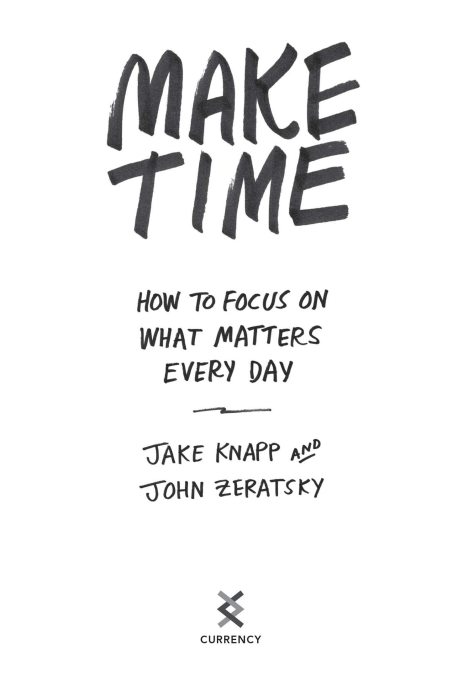 MAKE
TIME
HOW TO FOCUS ON
WHAT MATTERS
EVERY DAY
JAKE KNAPP AND
JOHN ZERATSKY
CURRENCY